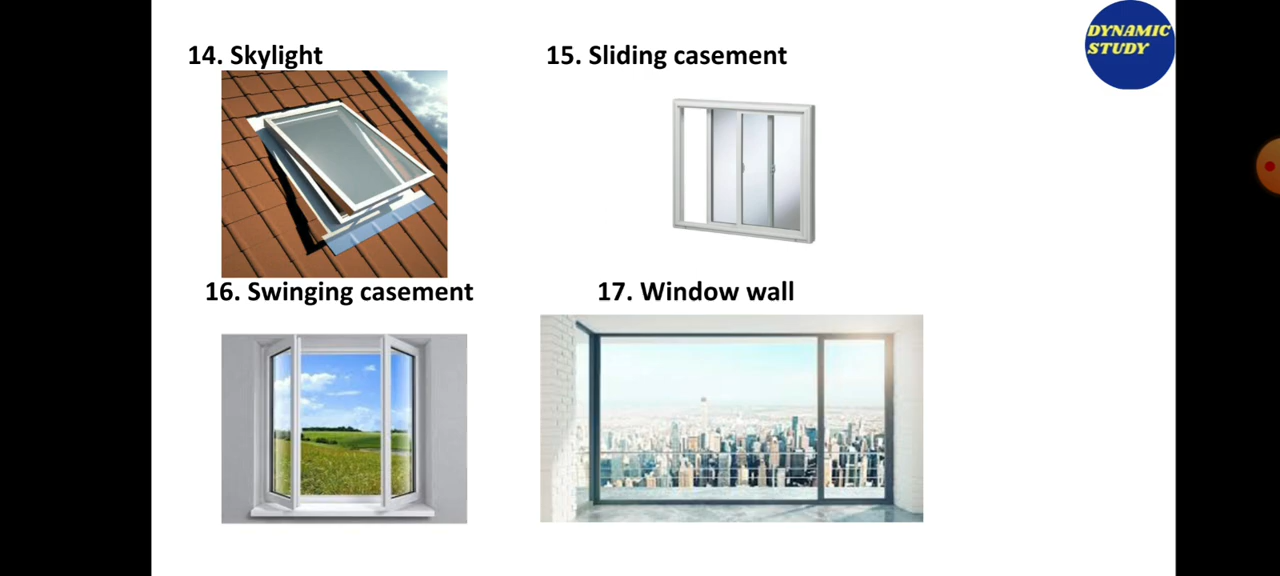 14. Skylight
15. Sliding casement
DYNAMIC
STUDY
16. Swinging casement
17. Window wall